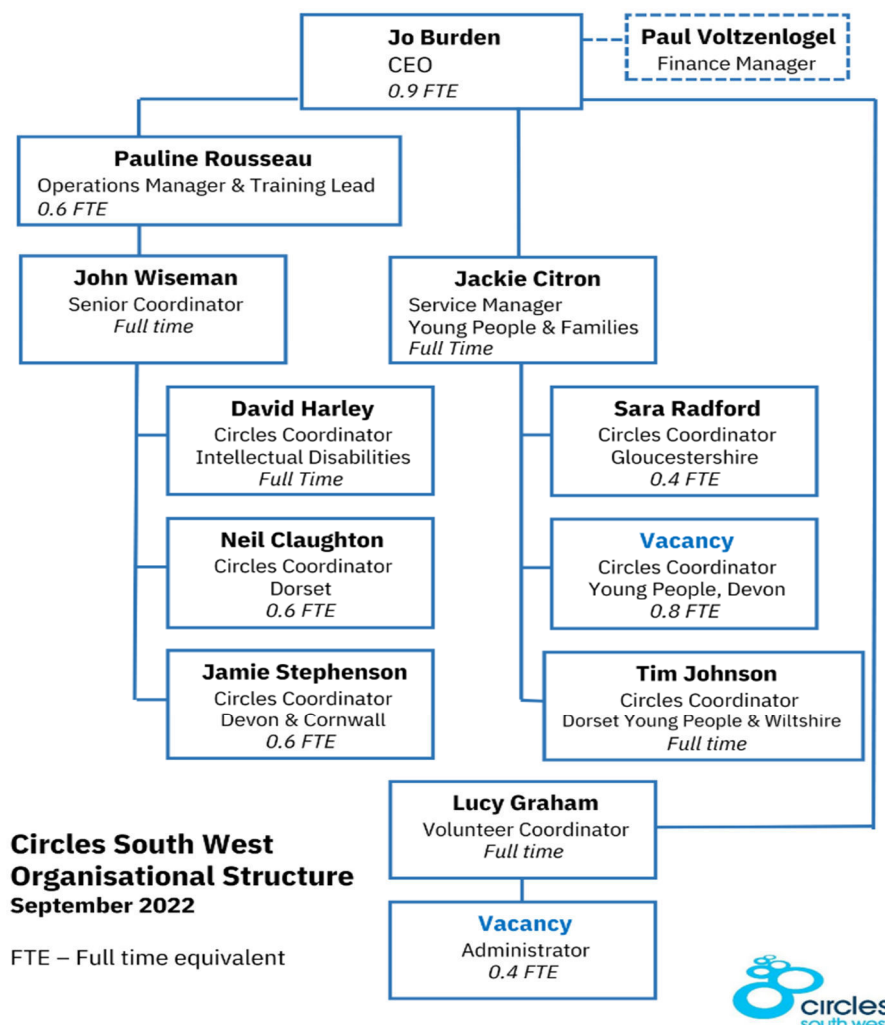 Jo Burden
CEO
0.9 FTE
Paul Voltzenlogel
Finance Manager
Pauline Rousseau
Operations Manager & Training Lead
0.6 FTE
John Wiseman
Senior Coordinator
Full time
Jackie Citron
Service Manager
Young People & Families
Full Time
David Harley
Circles Coordinator
Intellectual Disabilities
Full Time
Sara Radford
Circles Coordinator
Gloucestershire
0.4 FTE
Neil Claughton
Circles Coordinator
Dorset
0.6 FTE
Vacancy
Circles Coordinator
Young People, Devon
0.8 FTE
Jamie Stephenson
Circles Coordinator
Devon & Cornwall
0.6 FTE
Tim Johnson
Circles Coordinator
Dorset Young People & Wiltshire
Full time
Lucy Graham
Volunteer Coordinator
Full time
Vacancy
Administrator
0.4 FTE
Circles South West
Organisational Structure
September 2022
FTE – Full time equivalent
circles
south west